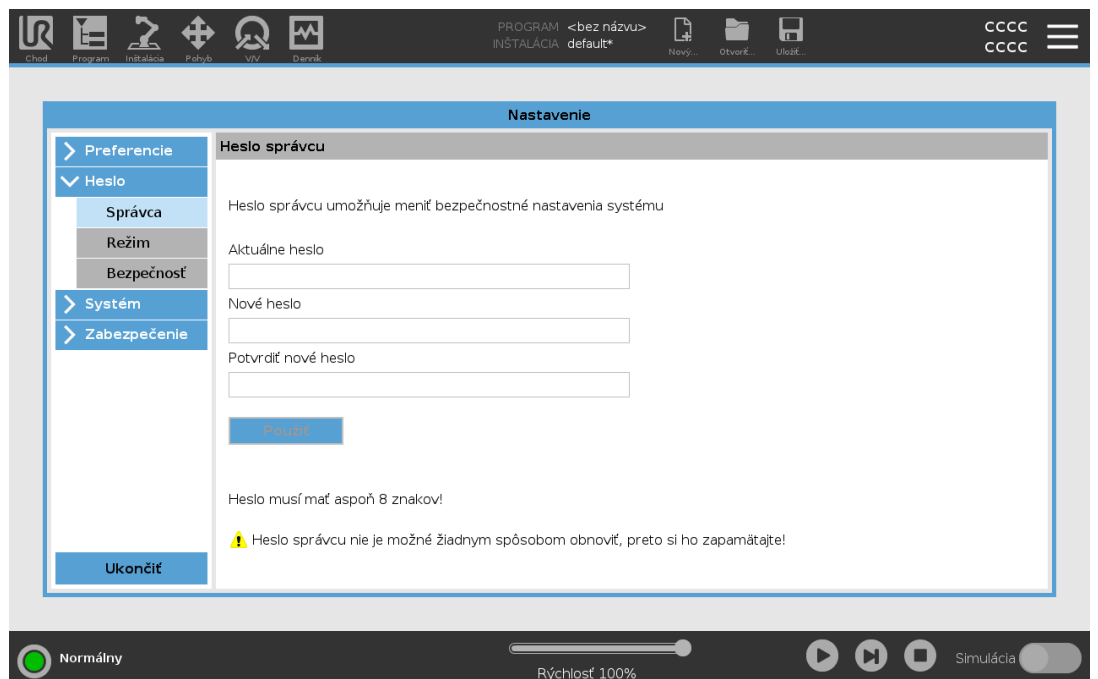 PROGRAM <bez názvu>
INŠTALÁCIA default*
Chod
Program
Inštalácia
Pohyb
V/V
Denník
Nový...
Otvoriť...
Uložiť...
CCCC
CCCC
Nastavenie
Preferencie
Heslo
Správca
Režim
Bezpečnosť
Systém
Zabezpečenie
Ukončiť
Heslo správcu
Heslo správcu umožňuje meniť bezpečnostné nastavenia systému
Aktuálne heslo
Nové heslo
Potvrdiť nové heslo
Použiť
Heslo musí mať aspoň 8 znakov!
Heslo správcu nie je možné žiadnym spôsobom obnoviť, preto si ho zapamätajte!
Normálny
Rýchlosť 100%
Simulácia